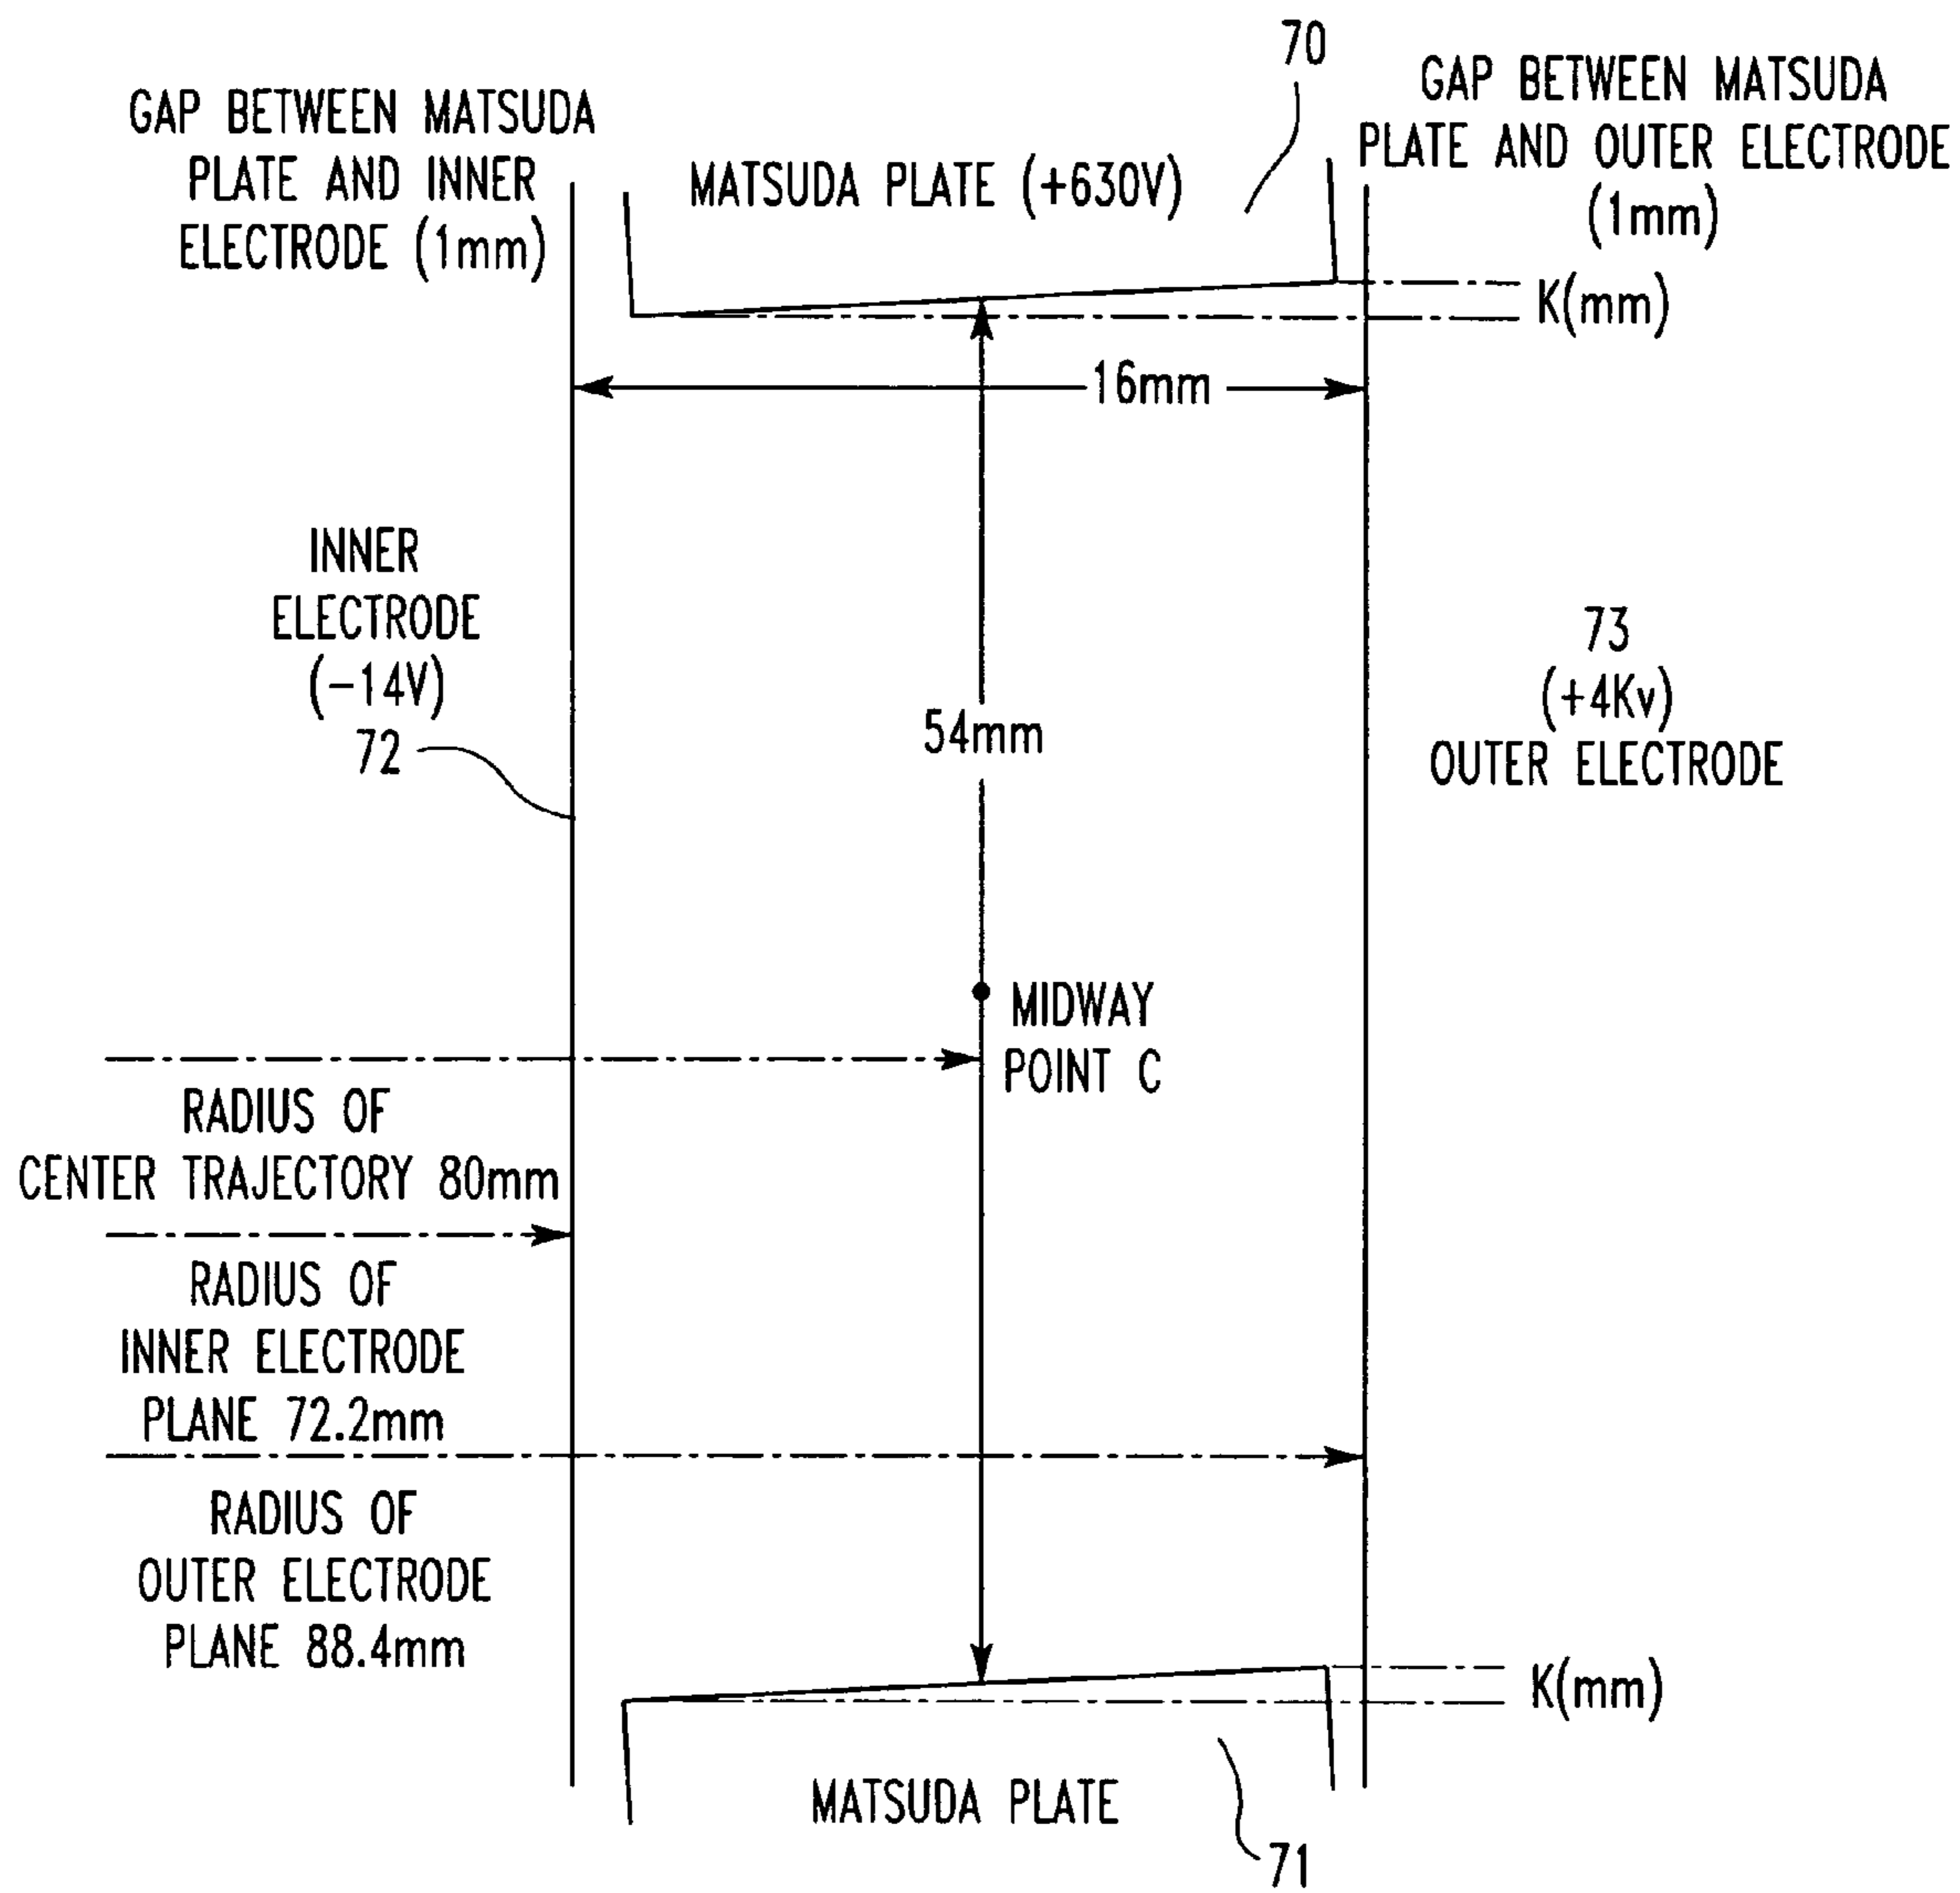 70
GAP BETWEEN MATSUDA
PLATE AND INNER
ELECTRODE (1mm)
MATSUDA PLATE (+630V)
GAP BETWEEN MATSUDA
PLATE AND OUTER ELECTRODE
(1mm)
K(mm)
16mm
INNER
ELECTRODE
(-14V)
72
54mm
73
(+4Kv)
OUTER ELECTRODE
MIDWAY
POINT C
RADIUS OF
CENTER TRAJECTORY 80mm
RADIUS OF
INNER ELECTRODE
PLANE 72.2mm
RADIUS OF
OUTER ELECTRODE
PLANE 88.4mm
K(mm)
MATSUDA PLATE
71